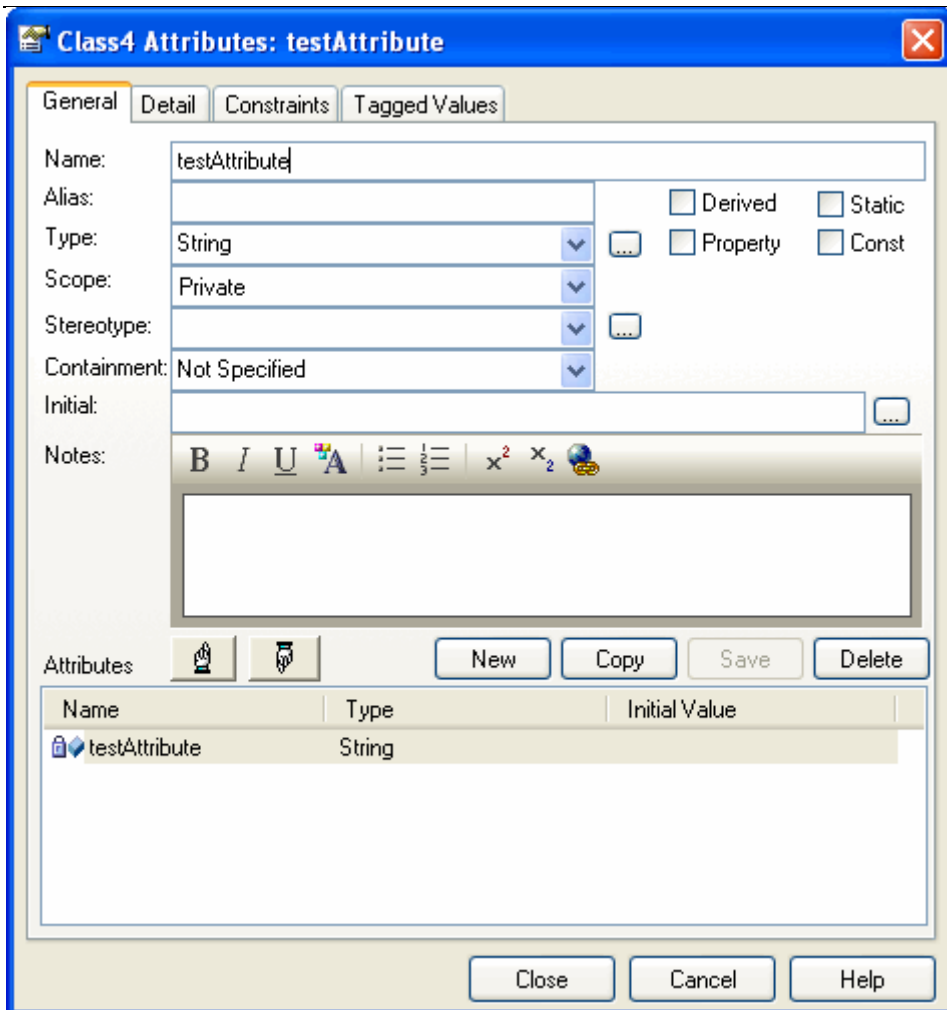 Class4 Attributes: testAttribute
General Detail Constraints Tagged Values
Name: testAttribute
Alias: Derived Static
Type: String ... Property Const
Scope: Private
Stereotype: ...
Containment: Not Specified
Initial: ...
Notes: B I U A x² x₂
Attributes New Copy Save Delete
Name Type Initial Value
testAttribute String
Close Cancel Help